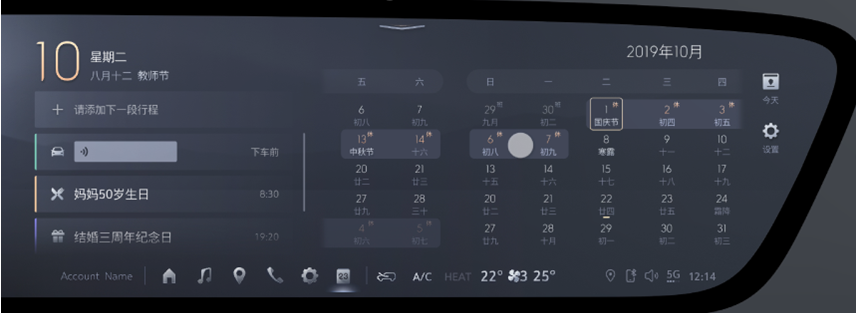 10
星期二
八月十二 教师节
+ 请添加下一段行程
下车前
妈妈50岁生日 8:30
结婚三周年纪念日 19:20
2019年10月
五 六 日 一 二 三 四
6 7 29 30 1休 2休 3休
初八 初九 九月 初二 国庆节 初四 初五
13休 14休 6休 7休 8 9 10
中秋节 十六 初八 初九 寒露 十一 十二
20 21 13 14 15 16 17
廿二 廿三 十五 十六 十七 十八 十九
27 28 20 21 22 23 24
廿九 三十 廿二 廿三 廿四 廿五 霜降
4 5 27 28 29 30 31
初六 初七 廿九 十月 初一 初二 初三
今天
设置
Account Name 23 A/C HEAT 22° 3 25° 5G 12:14